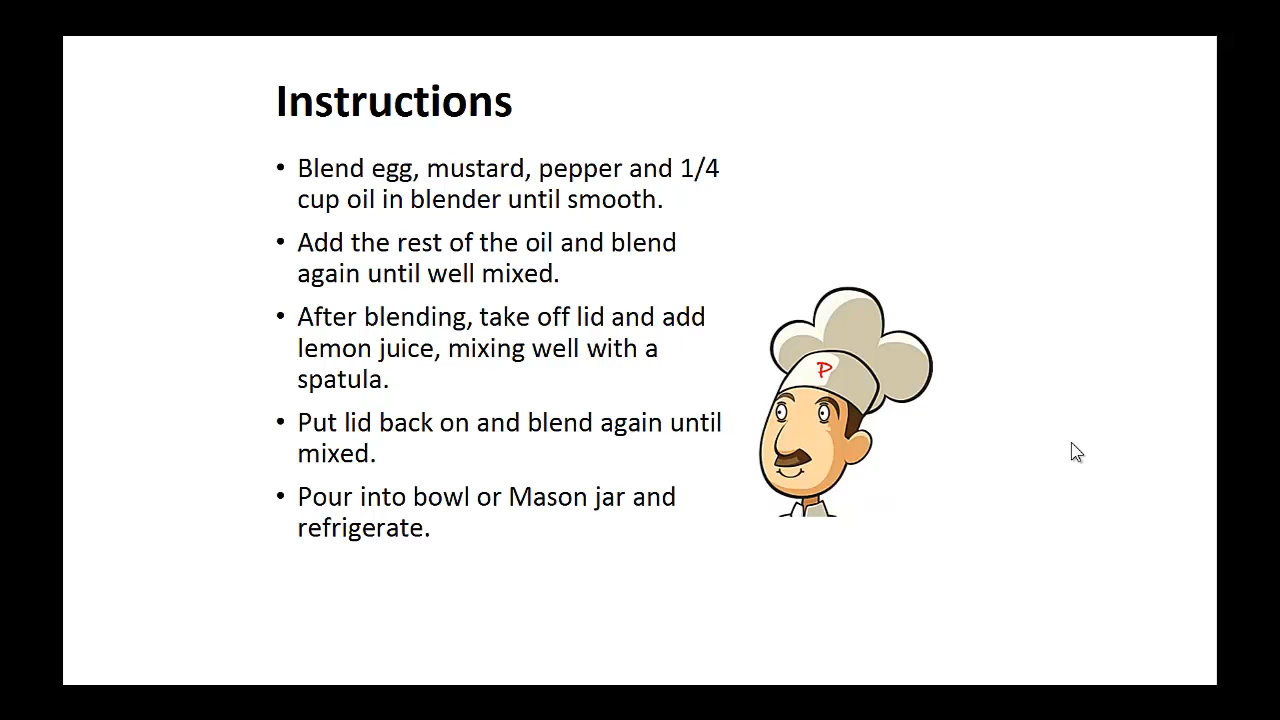 Instructions
• Blend egg, mustard, pepper and 1/4
cup oil in blender until smooth.
• Add the rest of the oil and blend
again until well mixed.
• After blending, take off lid and add
lemon juice, mixing well with a
spatula.
• Put lid back on and blend again until
mixed.
• Pour into bowl or Mason jar and
refrigerate.
P